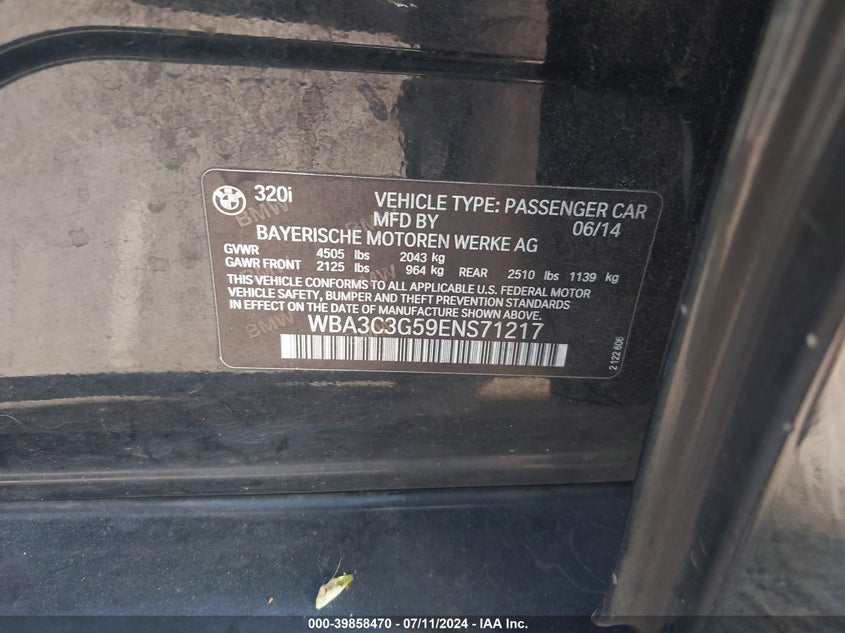 320i VEHICLE TYPE: PASSENGER CAR
MFD BY 06/14
BAYERISCHE MOTOREN WERKE AG
GVWR 4505 lbs 2043 kg
GAWR FRONT 2125 lbs 964 kg REAR 2510 lbs 1139 kg
THIS VEHICLE CONFORMS TO ALL APPLICABLE U.S. FEDERAL MOTOR
VEHICLE SAFETY, BUMPER AND THEFT PREVENTION STANDARDS
IN EFFECT ON THE DATE OF MANUFACTURE SHOWN ABOVE.
WBA3C3G59ENS71217
2 122 606
000-39858470 - 07/11/2024 - IAA Inc.